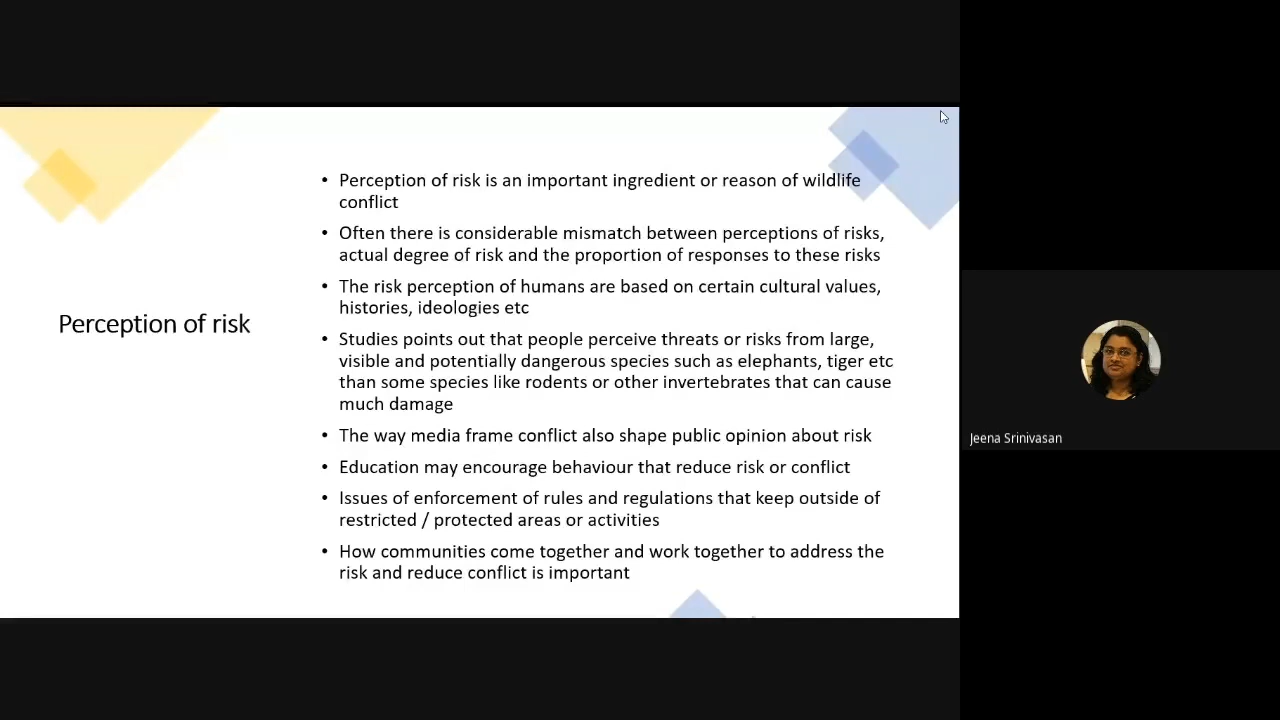 Perception of risk
• Perception of risk is an important ingredient or reason of wildlife
conflict
• Often there is considerable mismatch between perceptions of risks,
actual degree of risk and the proportion of responses to these risks
• The risk perception of humans are based on certain cultural values,
histories, ideologies etc
• Studies points out that people perceive threats or risks from large,
visible and potentially dangerous species such as elephants, tiger etc
than some species like rodents or other invertebrates that can cause
much damage
• The way media frame conflict also shape public opinion about risk
• Education may encourage behaviour that reduce risk or conflict
• Issues of enforcement of rules and regulations that keep outside of
restricted / protected areas or activities
• How communities come together and work together to address the
risk and reduce conflict is important
Jeena Srinivasan